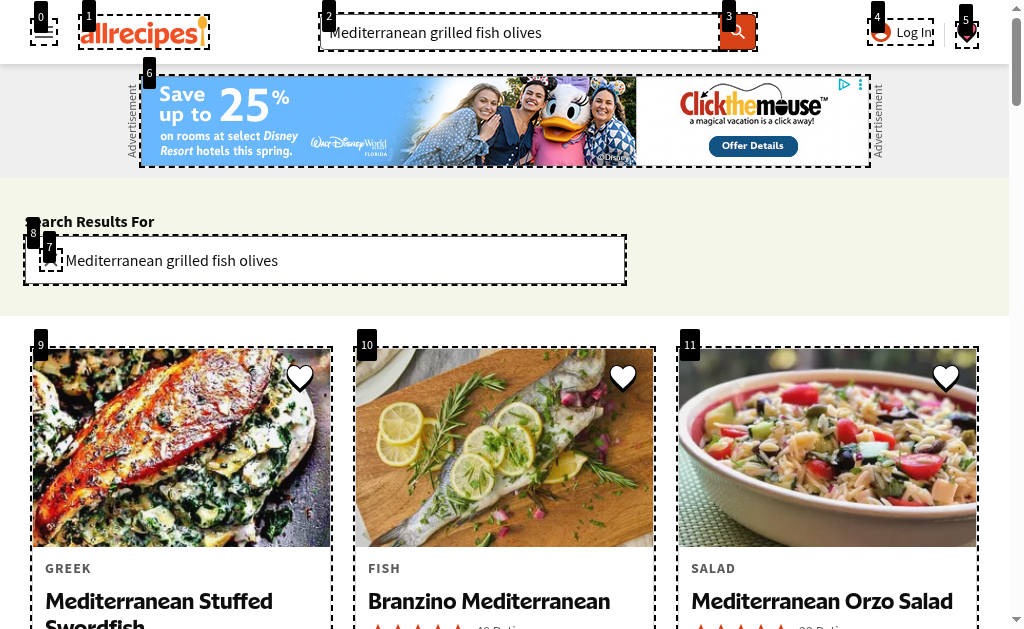 0
1
2
3
4
5
allrecipes
Mediterranean grilled fish olives
Log In
6
Advertisement
Save
up to 25%
on rooms at select Disney
Resort hotels this spring.
Walt Disney World
FLORIDA
©Disney
Clickthemouse™
a magical vacation is a click away!
Offer Details
Advertisement
Search Results For
8
7
Mediterranean grilled fish olives
9
10
11
GREEK
Mediterranean Stuffed
Swordfish
FISH
Branzino Mediterranean
SALAD
Mediterranean Orzo Salad